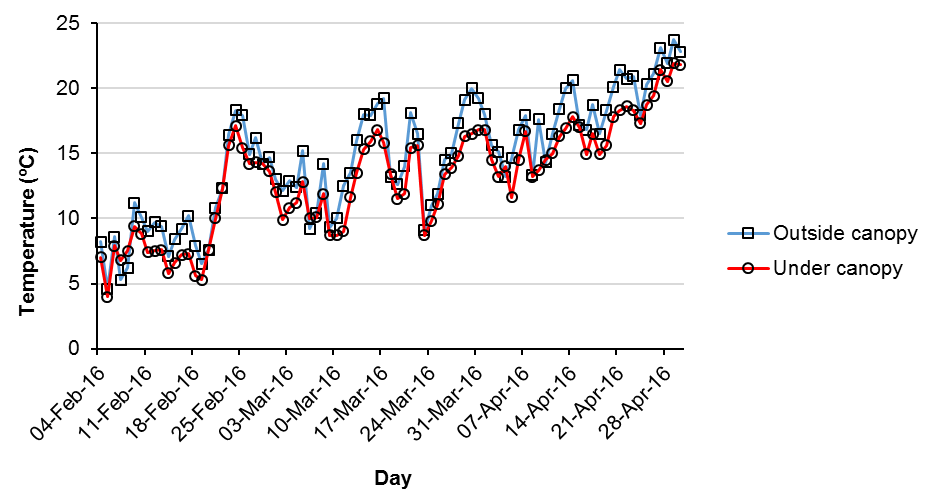 25
20
15
10
5
0
Temperature (ºC)
04-Feb-16
11-Feb-16
18-Feb-16
25-Feb-16
03-Mar-16
10-Mar-16
17-Mar-16
24-Mar-16
31-Mar-16
07-Apr-16
14-Apr-16
21-Apr-16
28-Apr-16
Day
Outside canopy
Under canopy